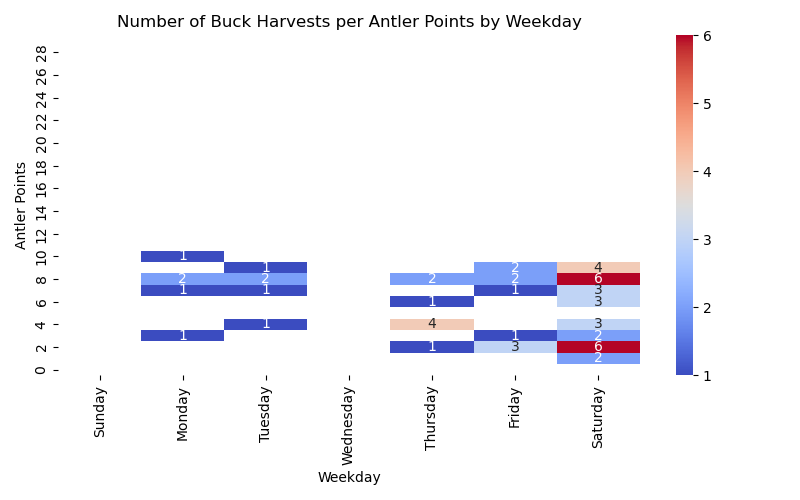 Number of Buck Harvests per Antler Points by Weekday
Antler Points
28
26
24
22
20
18
16
14
12
10
8
6
4
2
0
1
1 2 4
2 2 2 2 6
1 1 1 3
1 3
1 4 3
1 1 2
1 3 6
2
Sunday Monday Tuesday Wednesday Thursday Friday Saturday
Weekday
6
5
4
3
2
1